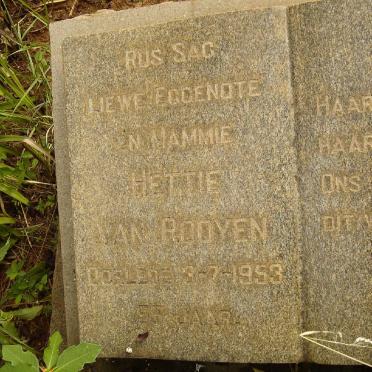 RUS SAG
LIEWE EGGENOTE
EN MAMMIE
HETTIE
VAN ROOYEN
OORLEDE 3-7-1953
JAAR.
HAAR
HAAR
ONS
DIT